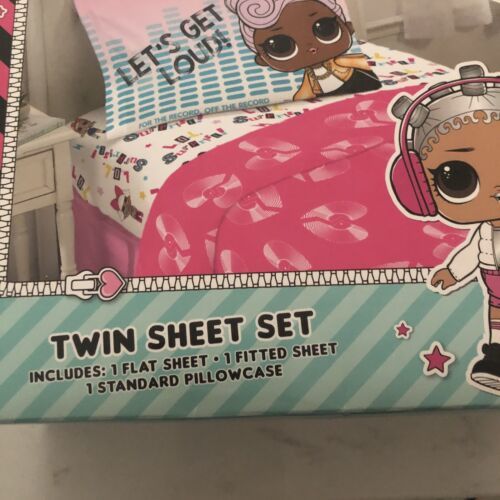 LET'S GET
LOUD!
FOR THE RECORD, OFF THE RECORD
TWIN SHEET SET
INCLUDES: 1 FLAT SHEET • 1 FITTED SHEET
1 STANDARD PILLOWCASE